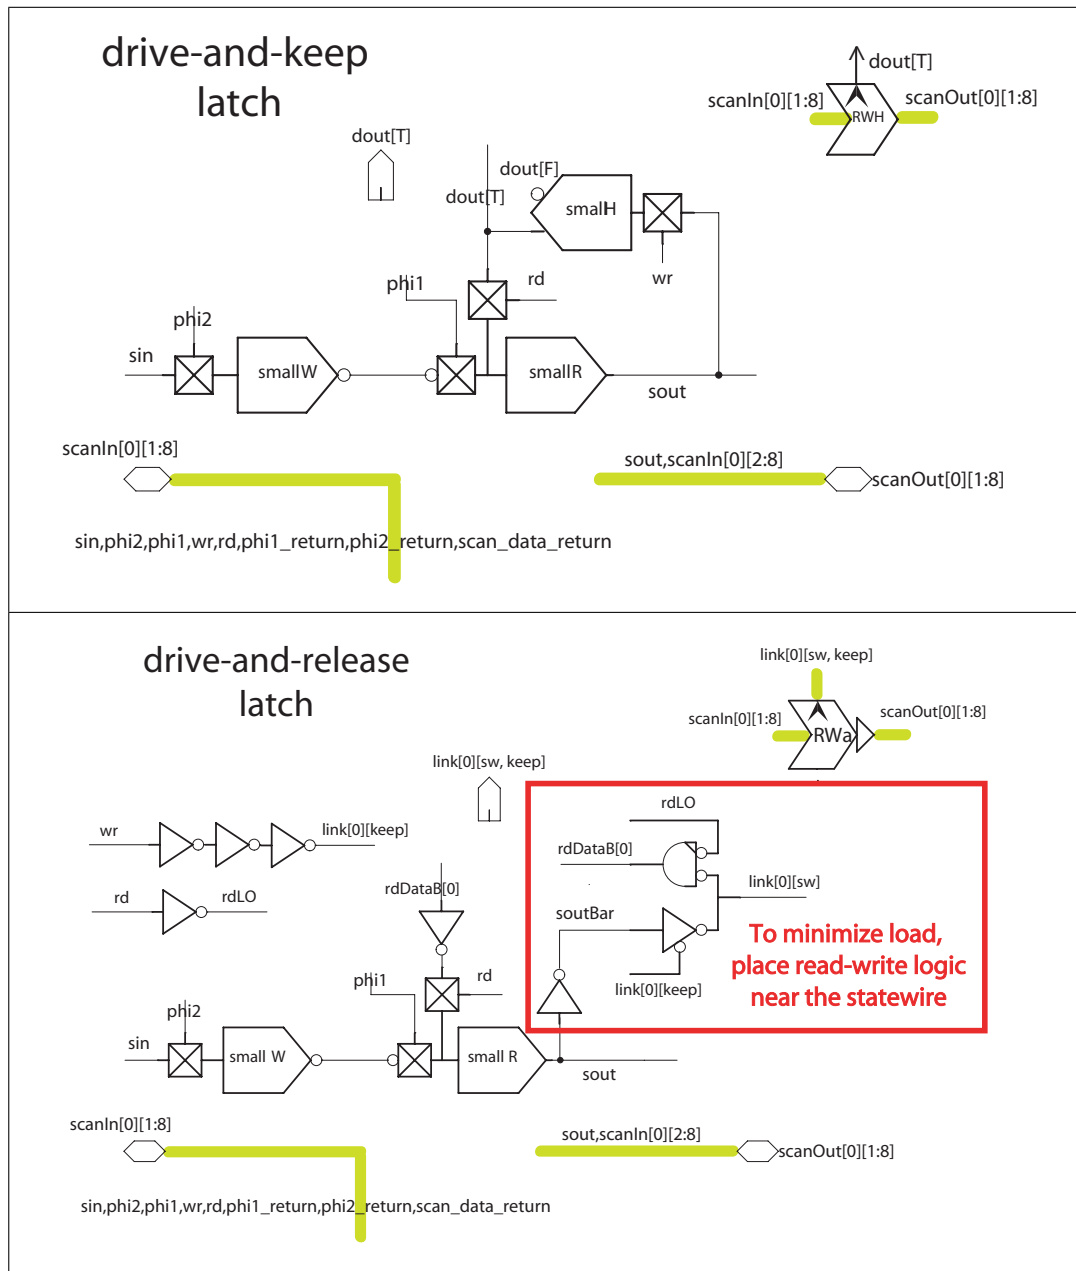 drive-and-keep
latch
dout[T]
scanIn[0][1:8]
scanOut[0][1:8]
RWH
dout[T]
dout[F]
dout[T]
smallH
wr
phi1
rd
phi2
sin
smallW
smallR
sout
scanIn[0][1:8]
sout,scanIn[0][2:8]
scanOut[0][1:8]
sin,phi2,phi1,wr,rd,phi1_return,phi2_return,scan_data_return
drive-and-release
latch
link[0][sw, keep]
scanIn[0][1:8]
scanOut[0][1:8]
RWa
link[0][sw, keep]
rdLO
wr
link[0][keep]
rdDataB[0]
link[0][sw]
rd
rdLO
rdDataB[0]
soutBar
To minimize load,
place read-write logic
near the statewire
phi1
rd
link[0][keep]
phi2
sin
small W
small R
sout
scanIn[0][1:8]
sout,scanIn[0][2:8]
scanOut[0][1:8]
sin,phi2,phi1,wr,rd,phi1_return,phi2_return,scan_data_return